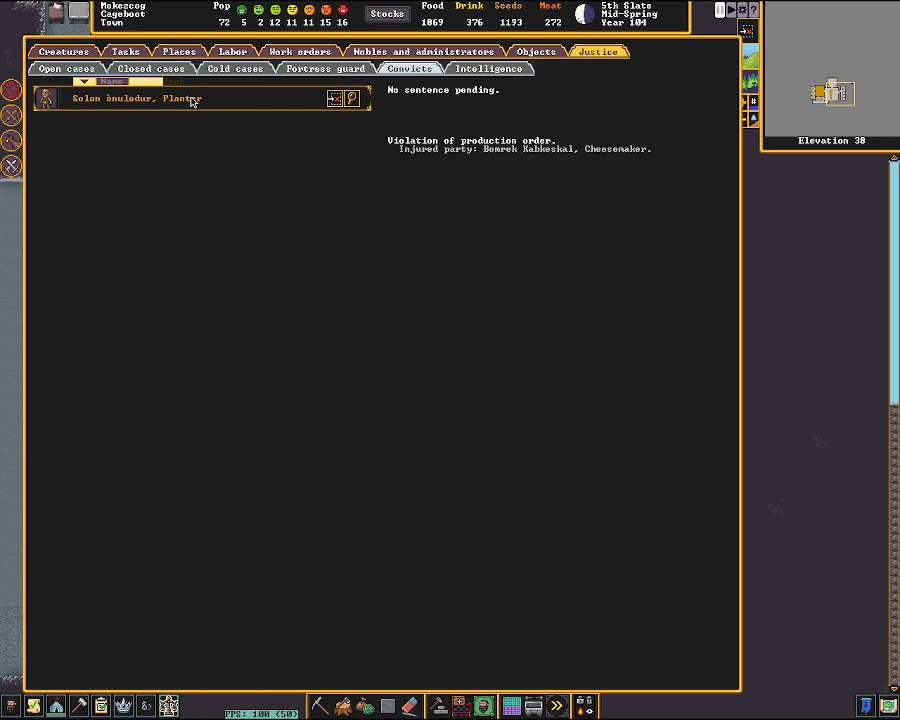 Mokezcog Pop Food Drink Seeds Meat 5th Slate
Cageboot Stocks Mid-Spring
Town 72 5 2 12 11 11 15 16 1869 376 1193 272 Year 104
Creatures Tasks Places Labor Work orders Nobles and administrators Objects Justice
Open cases Closed cases Cold cases Fortress guard Convicts Intelligence
Name
Solon ònulodur, Planter
No sentence pending.
Violation of production order.
Injured party: Bomrek Kabkeskal, Cheesemaker.
Elevation 38
FPS: 100 (50)